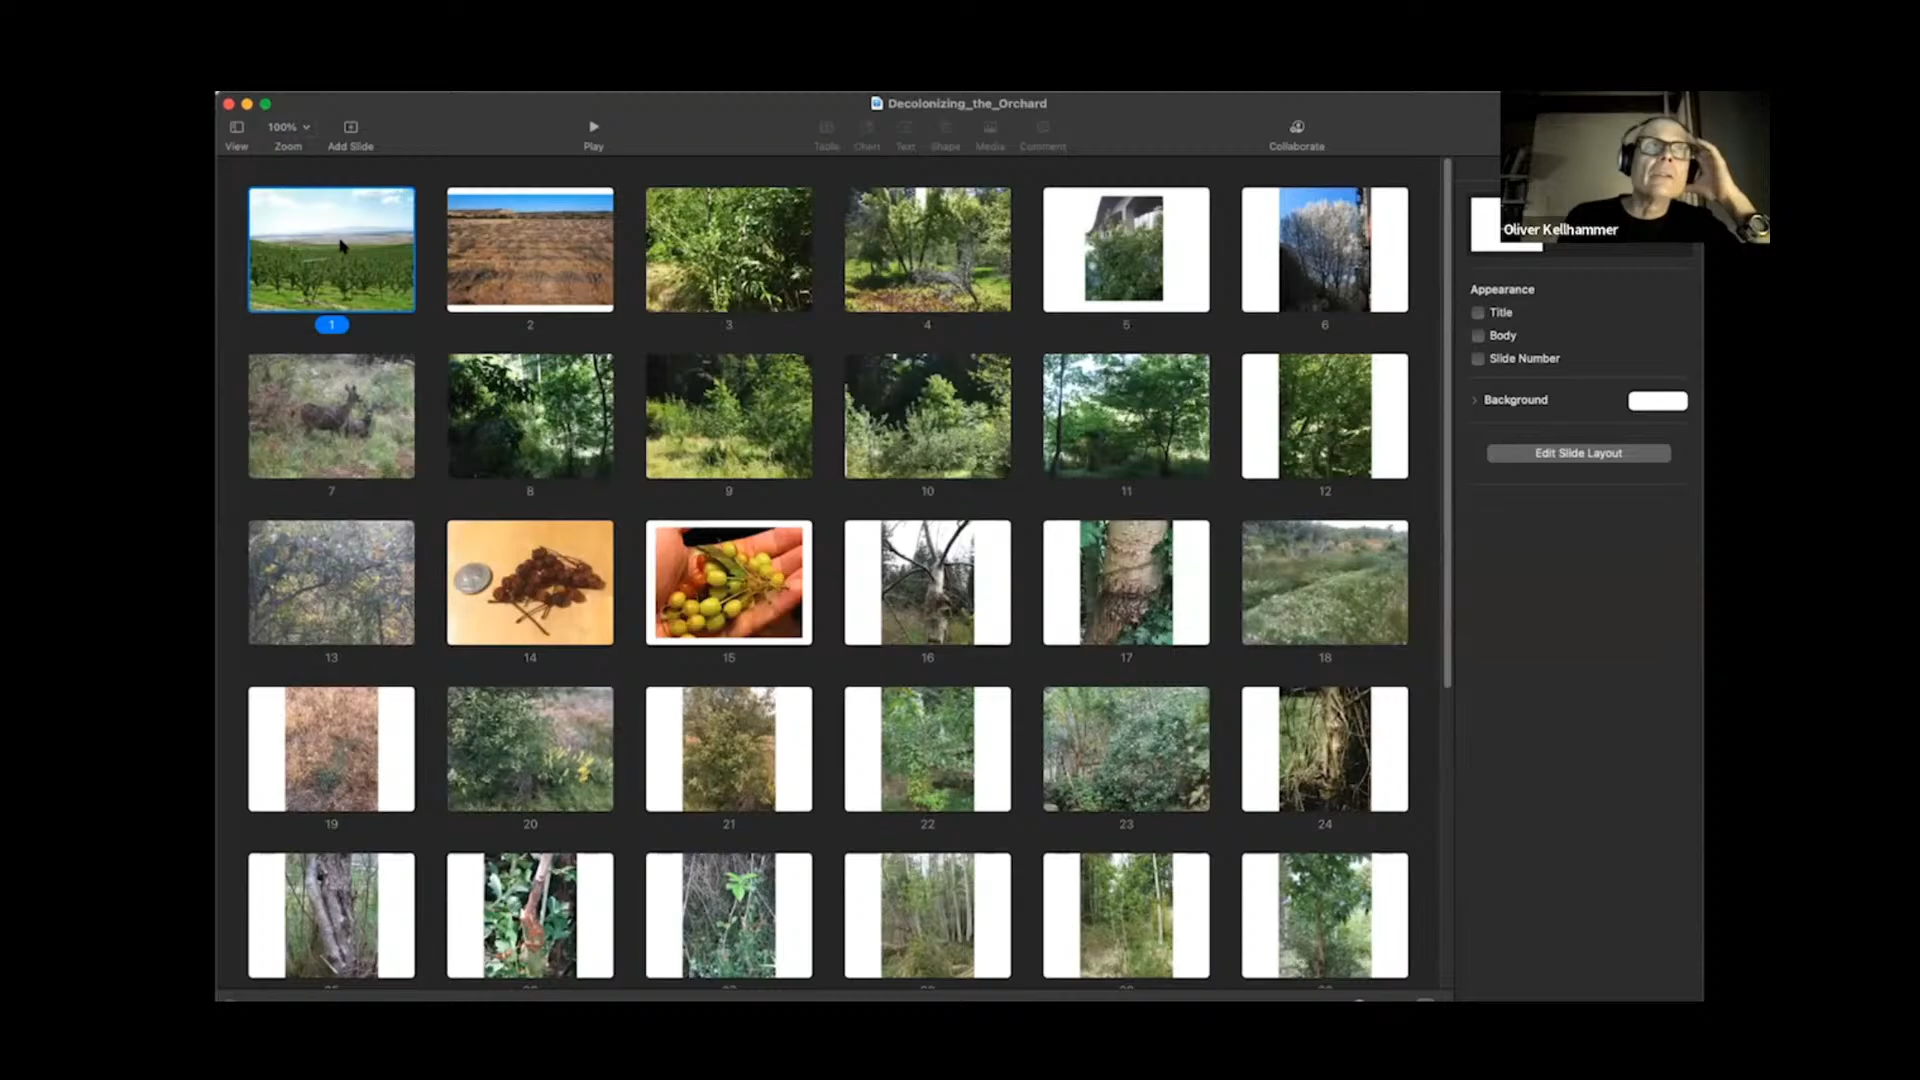 Decolonizing_the_Orchard
100%
View
Zoom
Add Slide
Play
Table
Chart
Text
Shape
Media
Comment
Collaborate
Oliver Kellhammer
1
2
3
4
5
6
Appearance
Title
Body
Slide Number
Background
Edit Slide Layout
7
8
9
10
11
12
13
14
15
16
17
18
19
20
21
22
23
24